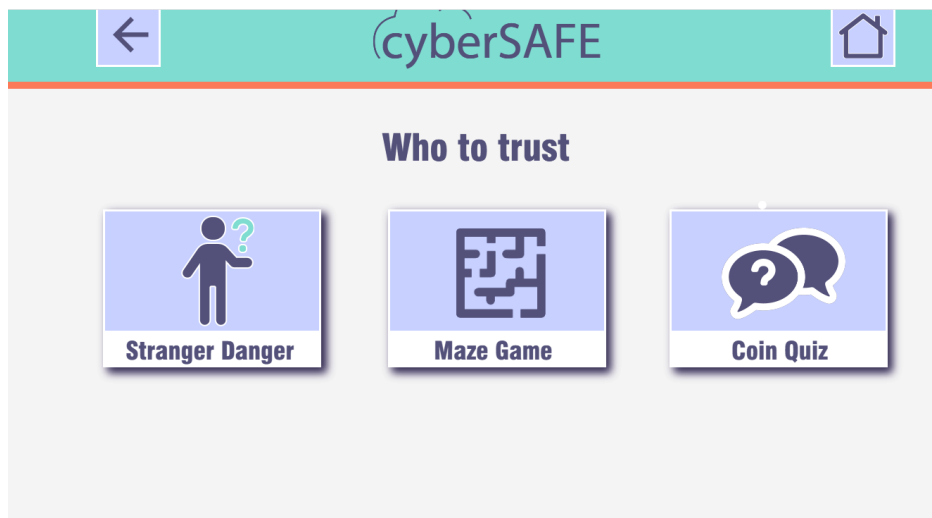 cyberSAFE
Who to trust
?
Stranger Danger
Maze Game
?
Coin Quiz